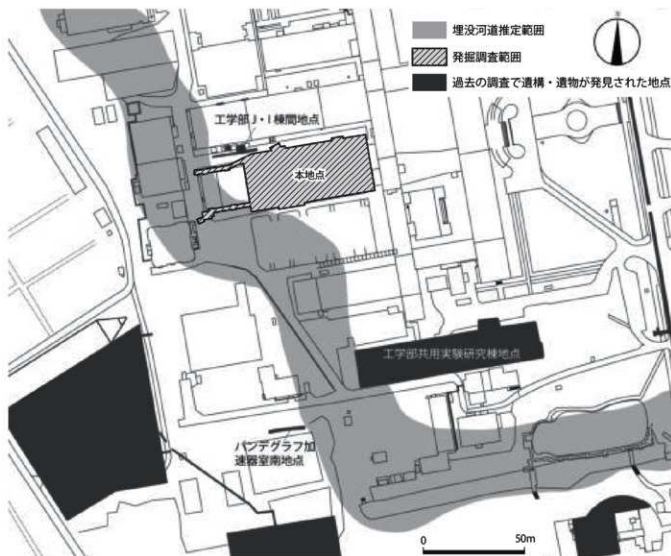 埋没河道推定範囲
発掘調査範囲
過去の調査で遺構・遺物が発見された地点
工学部J・I棟間地点
本地点
工学部共用実験研究棟地点
バンデグラフ加
速器室南地点
0 50m